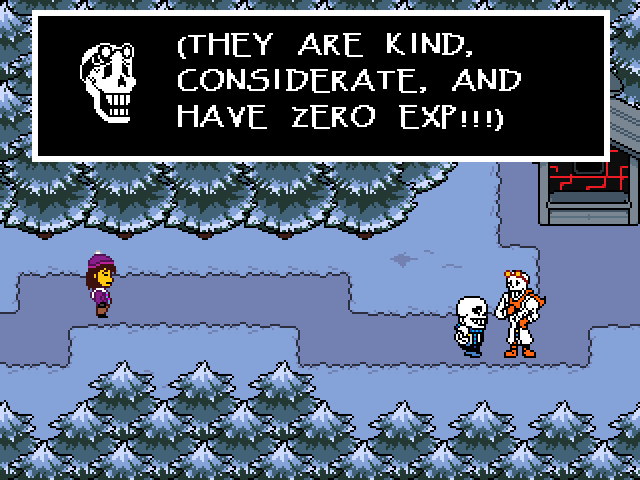 (THEY ARE KIND,
CONSIDERATE, AND
HAVE ZERO EXP!!!)